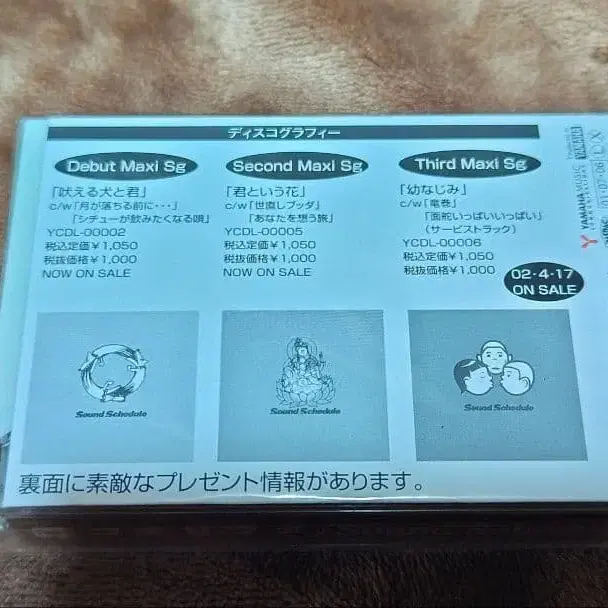 ディスコグラフィー
Debut Maxi Sg
「吠える犬と君」
c/w「月が落ちる前に・・・」
「シチューが飲みたくなる唄」
YCDL-00002
税込定価￥1,050
税抜価格￥1,000
NOW ON SALE
Second Maxi Sg
「君という花」
c/w「世直しブッダ」
「あなたを想う旅」
YCDL-00005
税込定価￥1,050
税抜価格￥1,000
NOW ON SALE
Third Maxi Sg
「幼なじみ」
c/w「竜巻」
「面舵いっぱいいっぱい」
（サービストラック）
YCDL-00006
税込定価￥1,050
税抜価格￥1,000
02・4・17
ON SALE
Sound Schedule
Sound Schedule
Sound Schedule
裏面に素敵なプレゼント情報があります。
YAMAHA MUSIC